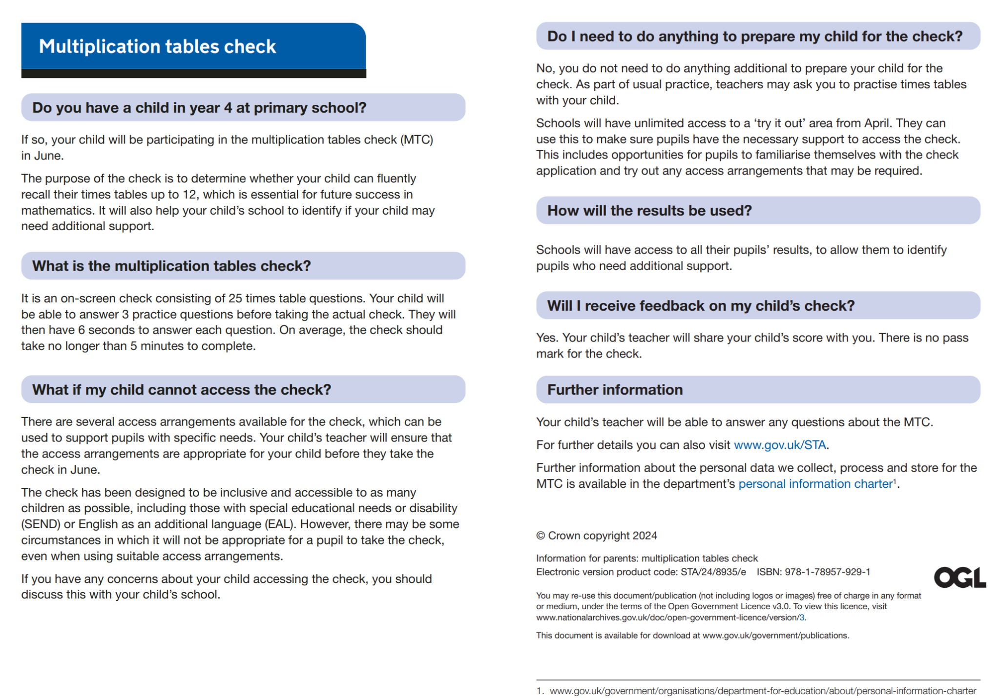 Multiplication tables check
Do you have a child in year 4 at primary school?
If so, your child will be participating in the multiplication tables check (MTC)
in June.
The purpose of the check is to determine whether your child can fluently
recall their times tables up to 12, which is essential for future success in
mathematics. It will also help your child’s school to identify if your child may
need additional support.
What is the multiplication tables check?
It is an on-screen check consisting of 25 times table questions. Your child will
be able to answer 3 practice questions before taking the actual check. They will
then have 6 seconds to answer each question. On average, the check should
take no longer than 5 minutes to complete.
What if my child cannot access the check?
There are several access arrangements available for the check, which can be
used to support pupils with specific needs. Your child’s teacher will ensure that
the access arrangements are appropriate for your child before they take the
check in June.
The check has been designed to be inclusive and accessible to as many
children as possible, including those with special educational needs or disability
(SEND) or English as an additional language (EAL). However, there may be some
circumstances in which it will not be appropriate for a pupil to take the check,
even when using suitable access arrangements.
If you have any concerns about your child accessing the check, you should
discuss this with your child’s school.
Do I need to do anything to prepare my child for the check?
No, you do not need to do anything additional to prepare your child for the
check. As part of usual practice, teachers may ask you to practise times tables
with your child.
Schools will have unlimited access to a ‘try it out’ area from April. They can
use this to make sure pupils have the necessary support to access the check.
This includes opportunities for pupils to familiarise themselves with the check
application and try out any access arrangements that may be required.
How will the results be used?
Schools will have access to all their pupils’ results, to allow them to identify
pupils who need additional support.
Will I receive feedback on my child’s check?
Yes. Your child’s teacher will share your child’s score with you. There is no pass
mark for the check.
Further information
Your child’s teacher will be able to answer any questions about the MTC.
For further details you can also visit www.gov.uk/STA.
Further information about the personal data we collect, process and store for the
MTC is available in the department’s personal information charter¹.
© Crown copyright 2024
Information for parents: multiplication tables check
Electronic version product code: STA/24/8935/e ISBN: 978-1-78957-929-1
OGL
You may re-use this document/publication (not including logos or images) free of charge in any format
or medium, under the terms of the Open Government Licence v3.0. To view this licence, visit
www.nationalarchives.gov.uk/doc/open-government-licence/version/3.
This document is available for download at www.gov.uk/government/publications.
1. www.gov.uk/government/organisations/department-for-education/about/personal-information-charter